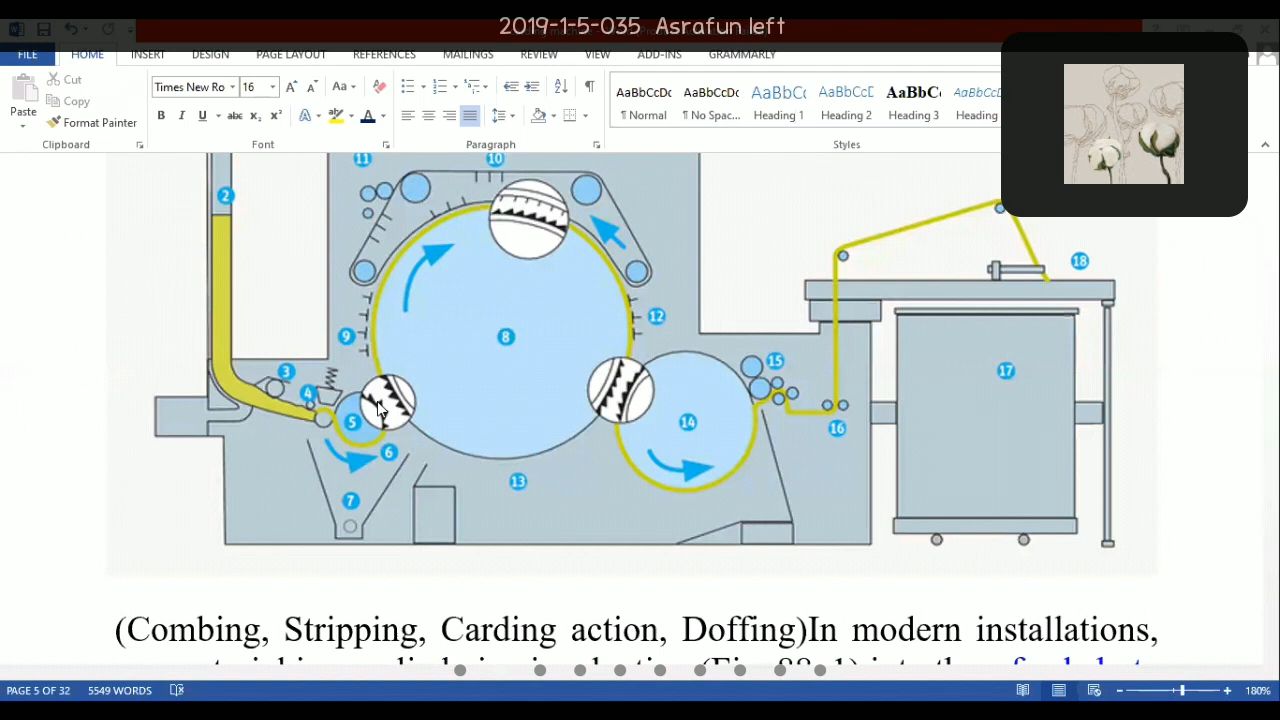 2019-1-5-035 Asrafun left
FILE HOME INSERT DESIGN PAGE LAYOUT REFERENCES MAILINGS REVIEW VIEW ADD-INS GRAMMARLY
Cut
Copy
Format Painter
Paste
Times New Ro 16
AaBbCcDc AaBbCcDc AaBbCc AaBbCcD AaBbCc AaBbCcDc
¶ Normal ¶ No Spac... Heading 1 Heading 2 Heading 3 Heading
Clipboard Font Paragraph Styles
11 10
2
18
12
9 8
3 15 17
4
5 14 16
6
13
7
(Combing, Stripping, Carding action, Doffing)In modern installations,
PAGE 5 OF 32 5549 WORDS 180%